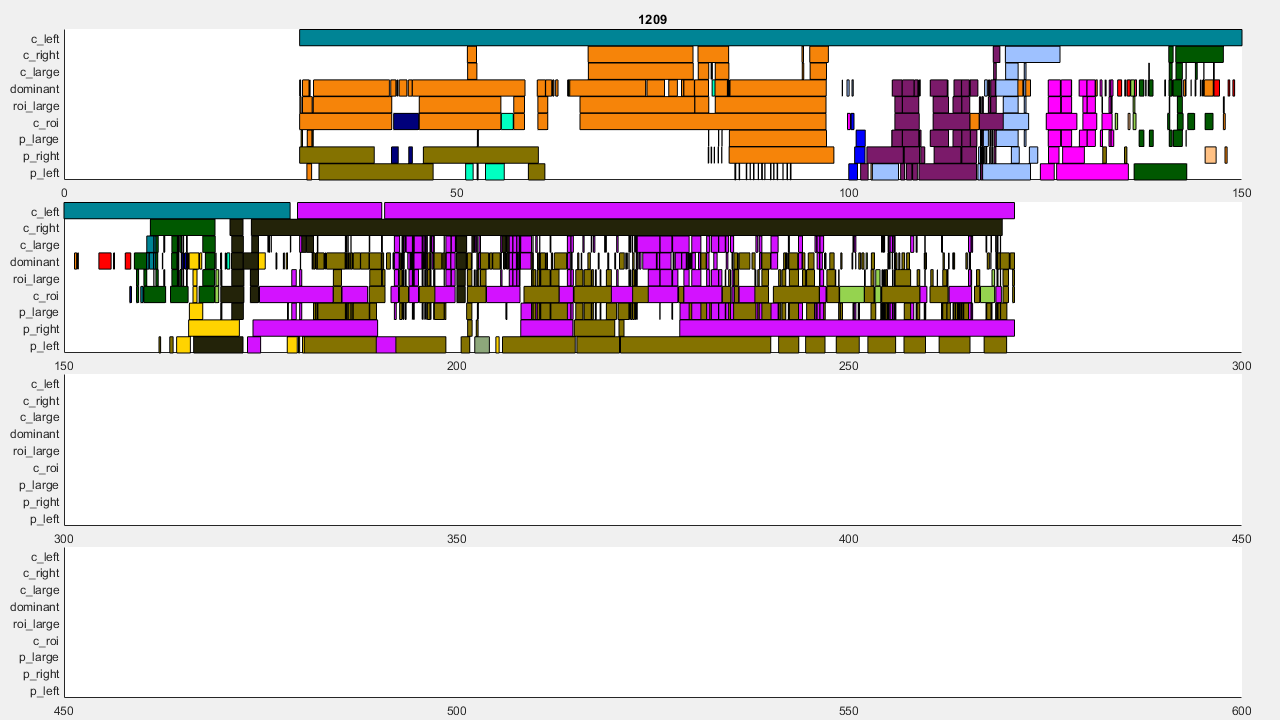 1209
c_left
c_right
c_large
dominant
roi_large
c_roi
p_large
p_right
p_left
0 50 100 150
c_left
c_right
c_large
dominant
roi_large
c_roi
p_large
p_right
p_left
150 200 250 300
c_left
c_right
c_large
dominant
roi_large
c_roi
p_large
p_right
p_left
300 350 400 450
c_left
c_right
c_large
dominant
roi_large
c_roi
p_large
p_right
p_left
450 500 550 600